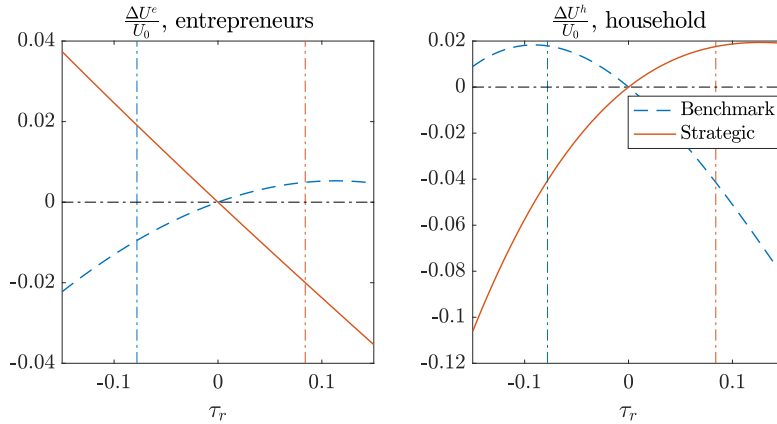 ΔU^e/U_0, entrepreneurs
0.04
0.02
0
-0.02
-0.04
-0.1 0 0.1
τ_r
ΔU^h/U_0, household
0.02
0
-0.02
-0.04
-0.06
-0.08
-0.1
-0.12
Benchmark
Strategic
-0.1 0 0.1
τ_r